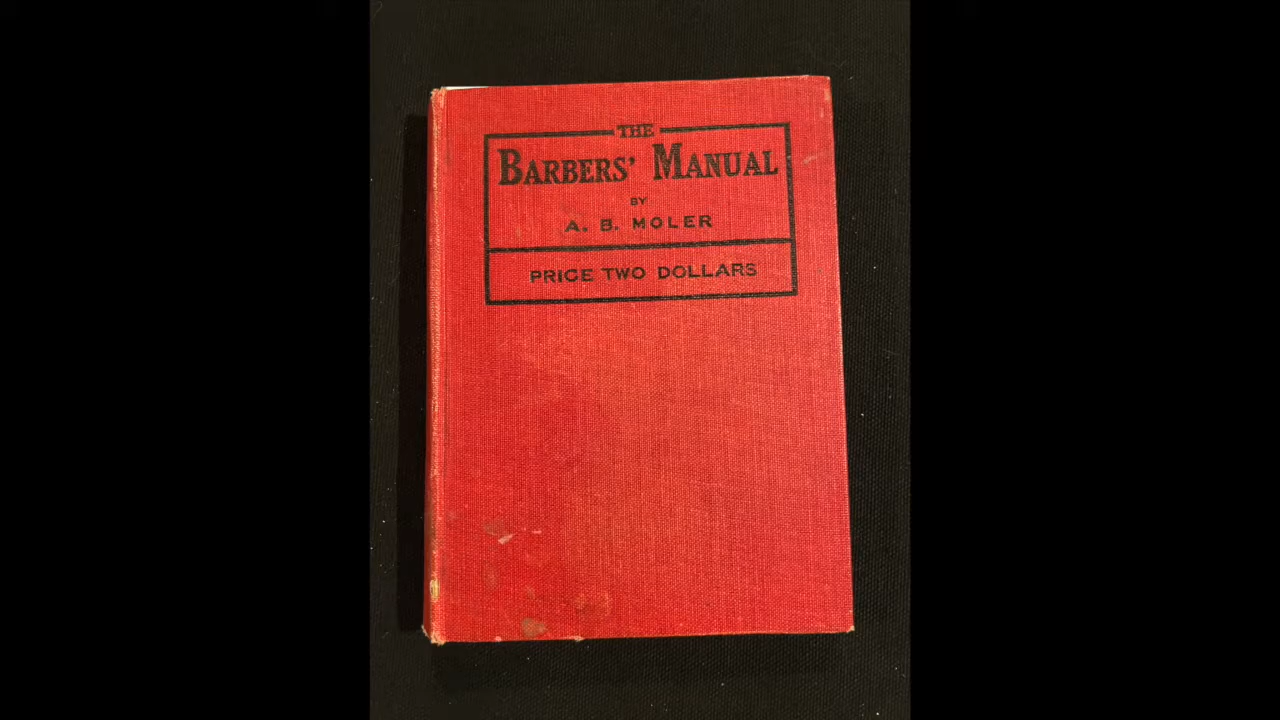 THE
BARBERS' MANUAL
BY
A. B. MOLER
PRICE TWO DOLLARS